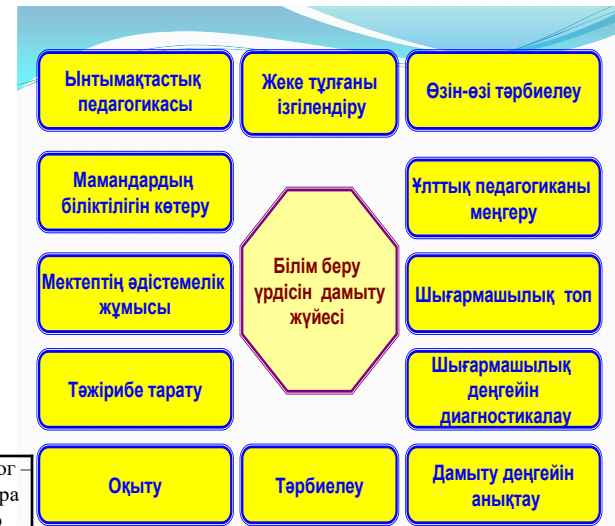 Ынтымақтастық
педагогикасы
Жеке тұлғаны
ізгілендіру
Өзін-өзі тәрбиелеу
Мамандардың
біліктілігін көтеру
Ұлттық педагогиканы
меңгеру
Білім беру
үрдісін дамыту
жүйесі
Мектептің әдістемелік
жұмысы
Шығармашылық топ
Тәжірибе тарату
Шығармашылық
деңгейін
диагностикалау
Оқыту
Тәрбиелеу
Дамыту деңгейін
анықтау